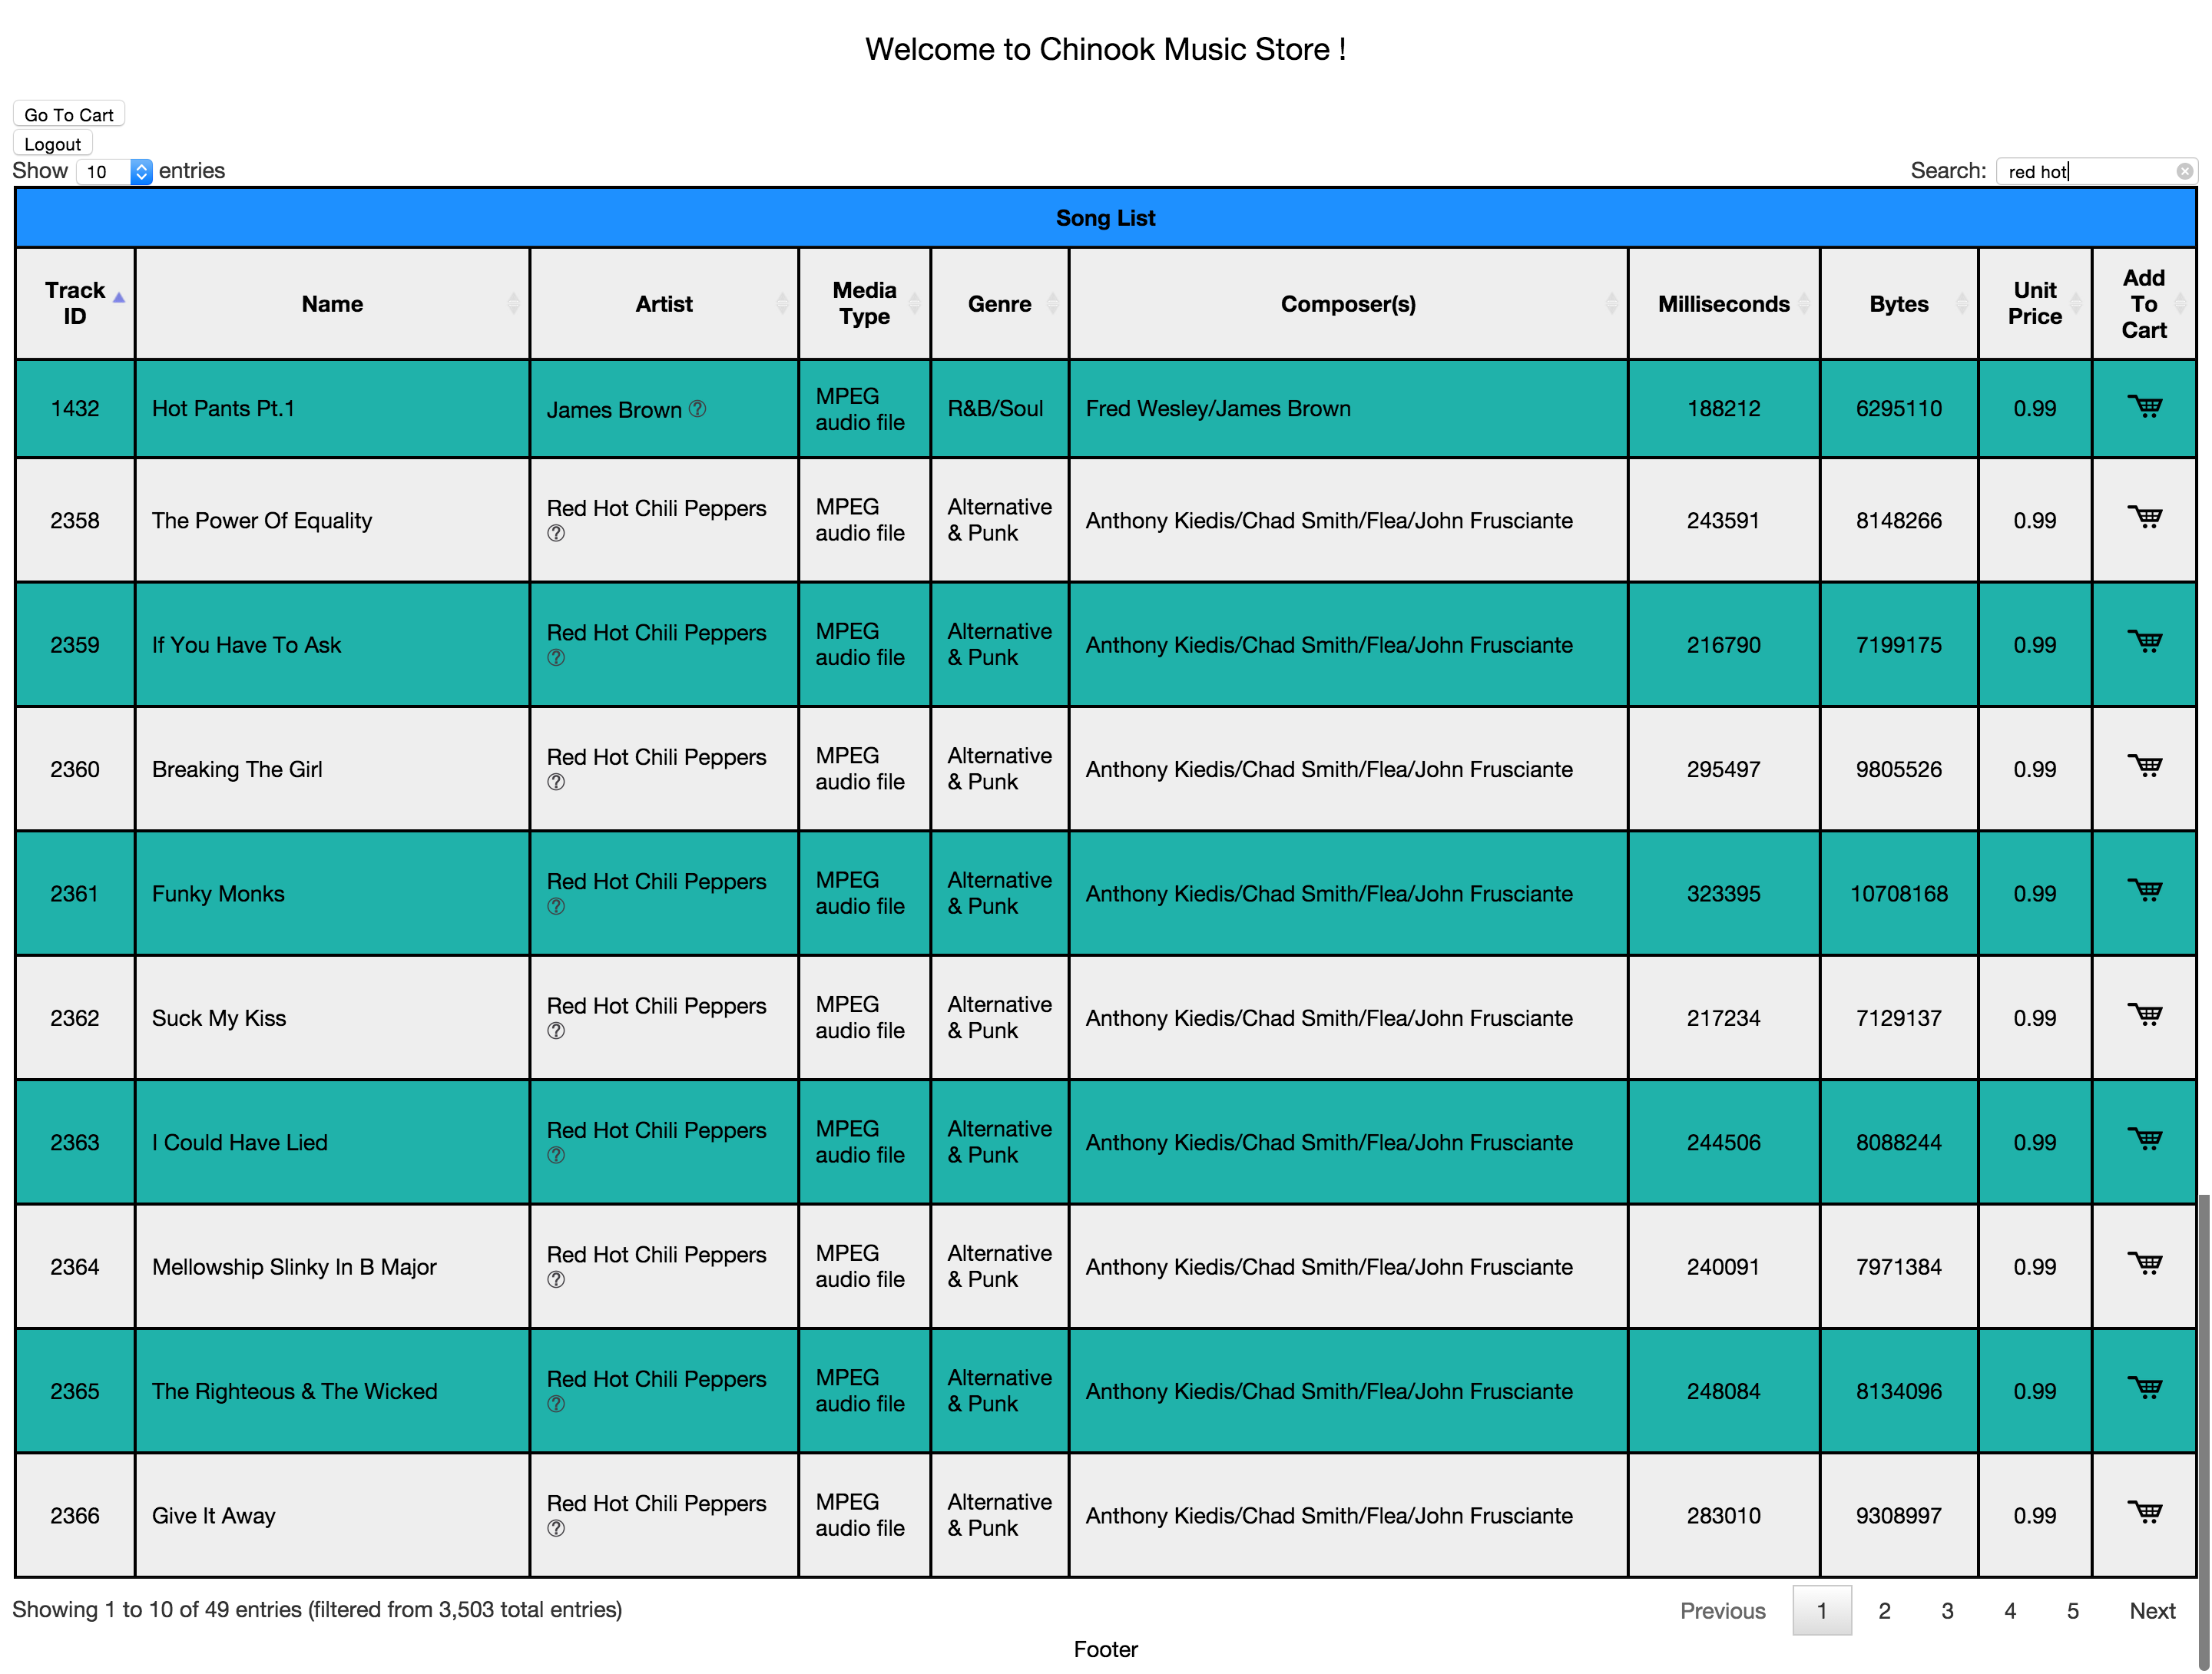 Welcome to Chinook Music Store !
Go To Cart
Logout
Show 10 entries Search: red hot
Song List
Track ID Name Artist Media Type Genre Composer(s) Milliseconds Bytes Unit Price Add To Cart
1432 Hot Pants Pt.1 James Brown ? MPEG audio file R&B/Soul Fred Wesley/James Brown 188212 6295110 0.99
2358 The Power Of Equality Red Hot Chili Peppers ? MPEG audio file Alternative & Punk Anthony Kiedis/Chad Smith/Flea/John Frusciante 243591 8148266 0.99
2359 If You Have To Ask Red Hot Chili Peppers ? MPEG audio file Alternative & Punk Anthony Kiedis/Chad Smith/Flea/John Frusciante 216790 7199175 0.99
2360 Breaking The Girl Red Hot Chili Peppers ? MPEG audio file Alternative & Punk Anthony Kiedis/Chad Smith/Flea/John Frusciante 295497 9805526 0.99
2361 Funky Monks Red Hot Chili Peppers ? MPEG audio file Alternative & Punk Anthony Kiedis/Chad Smith/Flea/John Frusciante 323395 10708168 0.99
2362 Suck My Kiss Red Hot Chili Peppers ? MPEG audio file Alternative & Punk Anthony Kiedis/Chad Smith/Flea/John Frusciante 217234 7129137 0.99
2363 I Could Have Lied Red Hot Chili Peppers ? MPEG audio file Alternative & Punk Anthony Kiedis/Chad Smith/Flea/John Frusciante 244506 8088244 0.99
2364 Mellowship Slinky In B Major Red Hot Chili Peppers ? MPEG audio file Alternative & Punk Anthony Kiedis/Chad Smith/Flea/John Frusciante 240091 7971384 0.99
2365 The Righteous & The Wicked Red Hot Chili Peppers ? MPEG audio file Alternative & Punk Anthony Kiedis/Chad Smith/Flea/John Frusciante 248084 8134096 0.99
2366 Give It Away Red Hot Chili Peppers ? MPEG audio file Alternative & Punk Anthony Kiedis/Chad Smith/Flea/John Frusciante 283010 9308997 0.99
Showing 1 to 10 of 49 entries (filtered from 3,503 total entries) Previous 1 2 3 4 5 Next
Footer